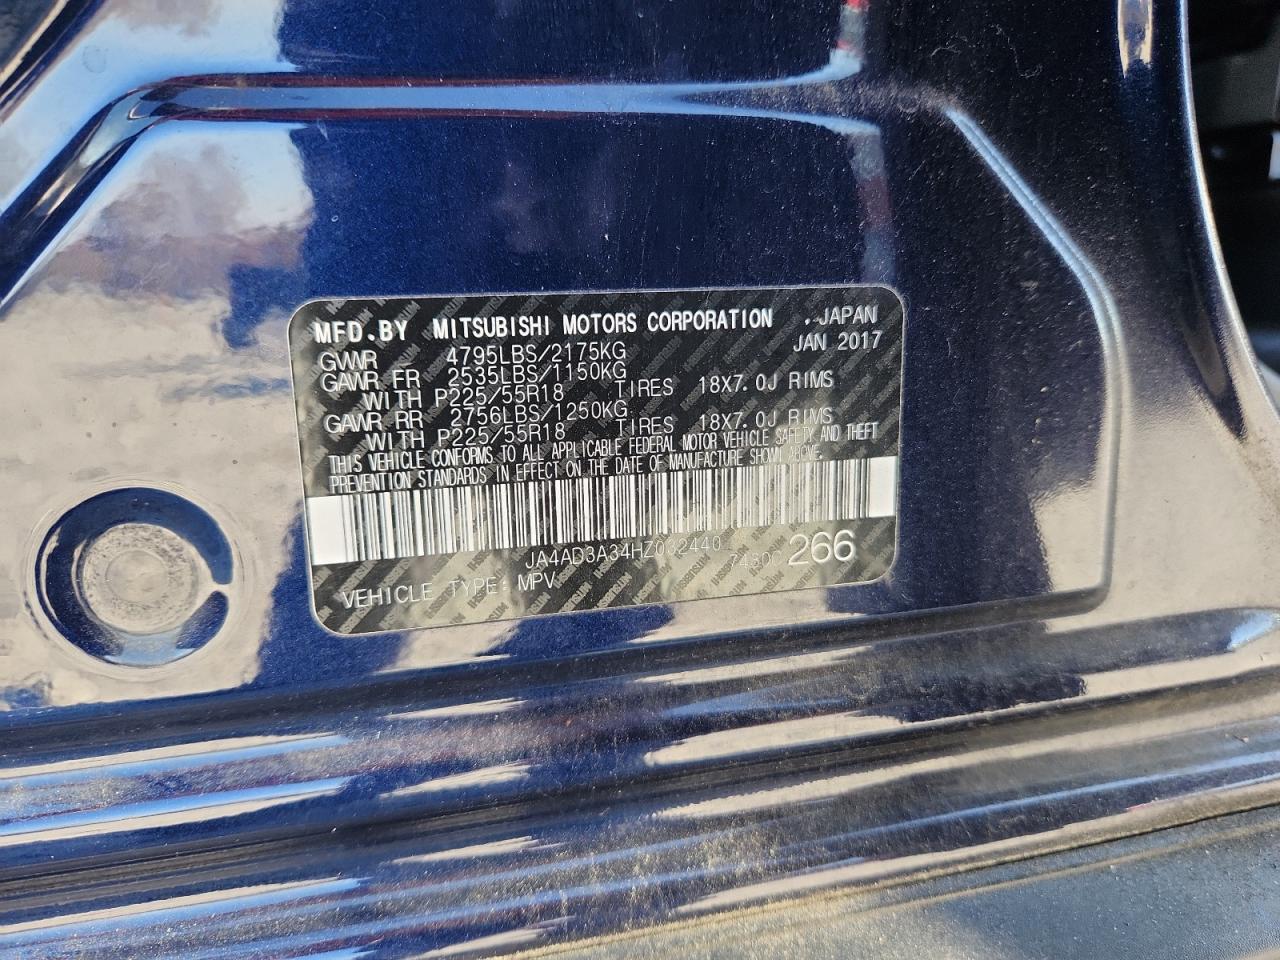 MFD.BY MITSUBISHI MOTORS CORPORATION .JAPAN
JAN 2017
GVWR 4795LBS/2175KG
GAWR FR 2535LBS/1150KG
WITH P225/55R18 TIRES 18X7.0J RIMS
GAWR RR 2756LBS/1250KG
WITH P225/55R18 TIRES 18X7.0J RIMS
THIS VEHICLE CONFORMS TO ALL APPLICABLE FEDERAL MOTOR VEHICLE SAFETY AND THEFT
PREVENTION STANDARDS IN EFFECT ON THE DATE OF MANUFACTURE SHOWN ABOVE.
266
VEHICLE TYPE: MPV